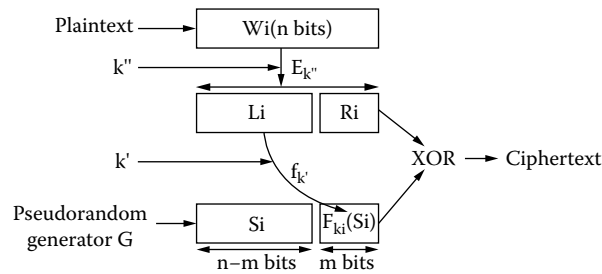 Plaintext
Wi(n bits)
k"
E_k"
Li
Ri
k'
f_k'
XOR
Ciphertext
Pseudorandom
generator G
Si
F_ki(Si)
n–m bits
m bits